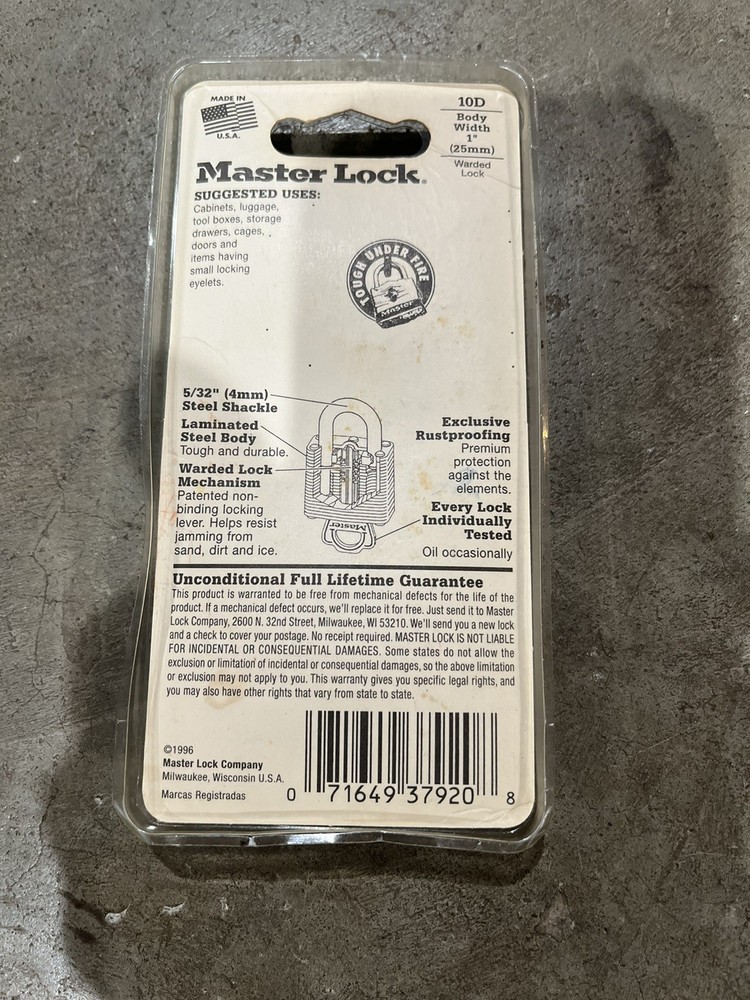 MADE IN
U.S.A.
10D
Body
Width
1"
(25mm)
Warded
Lock
Master Lock®
SUGGESTED USES:
Cabinets, luggage,
tool boxes, storage
drawers, cages,
doors and
items having
small locking
eyelets.
TOUGH UNDER FIRE
Master
5/32" (4mm)
Steel Shackle
Laminated
Steel Body
Tough and durable.
Warded Lock
Mechanism
Patented non-
binding locking
lever. Helps resist
jamming from
sand, dirt and ice.
Master
Exclusive
Rustproofing
Premium
protection
against the
elements.
Every Lock
Individually
Tested
Oil occasionally
Unconditional Full Lifetime Guarantee
This product is warranted to be free from mechanical defects for the life of the
product. If a mechanical defect occurs, we'll replace it for free. Just send it to Master
Lock Company, 2600 N. 32nd Street, Milwaukee, WI 53210. We'll send you a new lock
and a check to cover your postage. No receipt required. MASTER LOCK IS NOT LIABLE
FOR INCIDENTAL OR CONSEQUENTIAL DAMAGES. Some states do not allow the
exclusion or limitation of incidental or consequential damages, so the above limitation
or exclusion may not apply to you. This warranty gives you specific legal rights, and
you may also have other rights that vary from state to state.
©1996
Master Lock Company
Milwaukee, Wisconsin U.S.A.
Marcas Registradas
0 71649 37920 8